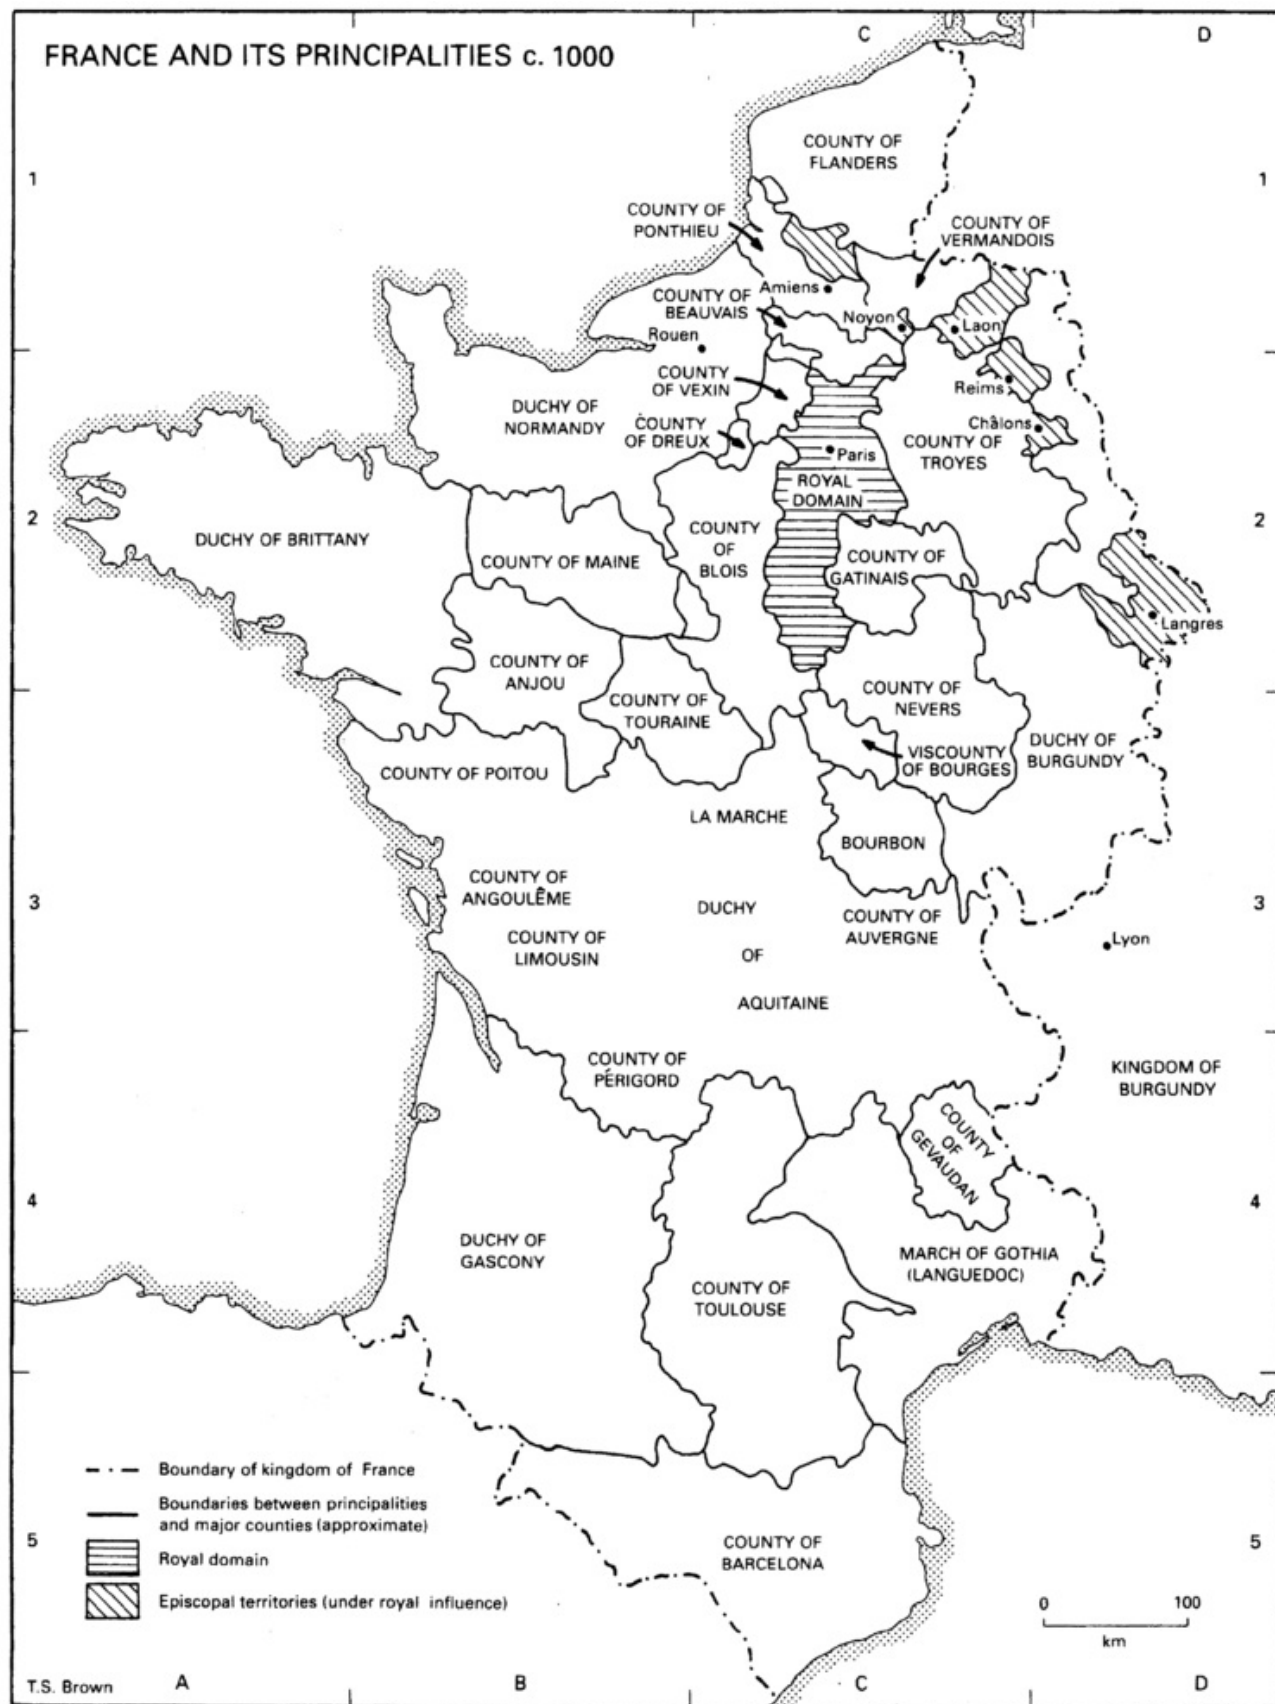 FRANCE AND ITS PRINCIPALITIES c. 1000
C
D
1
1
COUNTY OF
FLANDERS
COUNTY OF
PONTHIEU
COUNTY OF
VERMANDOIS
Amiens
COUNTY OF
BEAUVAIS
Noyon
Laon
Rouen
COUNTY
OF VEXIN
Reims
DUCHY OF
NORMANDY
COUNTY
OF DREUX
Châlons
COUNTY OF
TROYES
Paris
ROYAL
DOMAIN
2
2
DUCHY OF BRITTANY
COUNTY OF MAINE
COUNTY
OF
BLOIS
COUNTY OF
GATINAIS
Langres
COUNTY OF
ANJOU
COUNTY OF
TOURAINE
COUNTY OF
NEVERS
COUNTY OF POITOU
VISCOUNTY
OF BOURGES
DUCHY OF
BURGUNDY
LA MARCHE
BOURBON
3
3
COUNTY OF
ANGOULÊME
COUNTY OF
LIMOUSIN
DUCHY
OF
AQUITAINE
COUNTY OF
AUVERGNE
Lyon
COUNTY OF
PÉRIGORD
KINGDOM OF
BURGUNDY
COUNTY
OF
GEVAUDAN
4
4
DUCHY OF
GASCONY
MARCH OF GOTHIA
(LANGUEDOC)
COUNTY OF
TOULOUSE
Boundary of kingdom of France
Boundaries between principalities
and major counties (approximate)
5
5
Royal domain
COUNTY OF
BARCELONA
Episcopal territories (under royal influence)
0
100
km
T.S. Brown
A
B
C
D